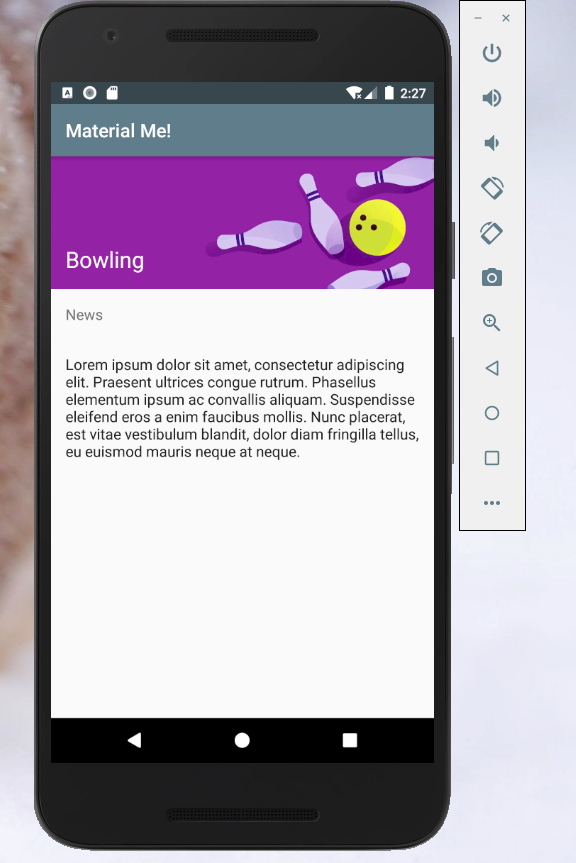 2:27
Material Me!
Bowling
News
Lorem ipsum dolor sit amet, consectetur adipiscing
elit. Praesent ultrices congue rutrum. Phasellus
elementum ipsum ac convallis aliquam. Suspendisse
eleifend eros a enim faucibus mollis. Nunc placerat,
est vitae vestibulum blandit, dolor diam fringilla tellus,
eu euismod mauris neque at neque.